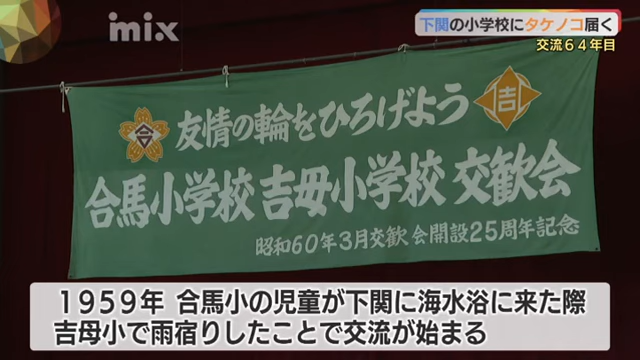 mix
下関の小学校にタケノコ届く
交流64年目
友情の輪をひろげよう
合馬小学校 吉母小学校 交歓会
昭和60年3月交歓会開設25周年記念
1959年 合馬小の児童が下関に海水浴に来た際
吉母小で雨宿りしたことで交流が始まる